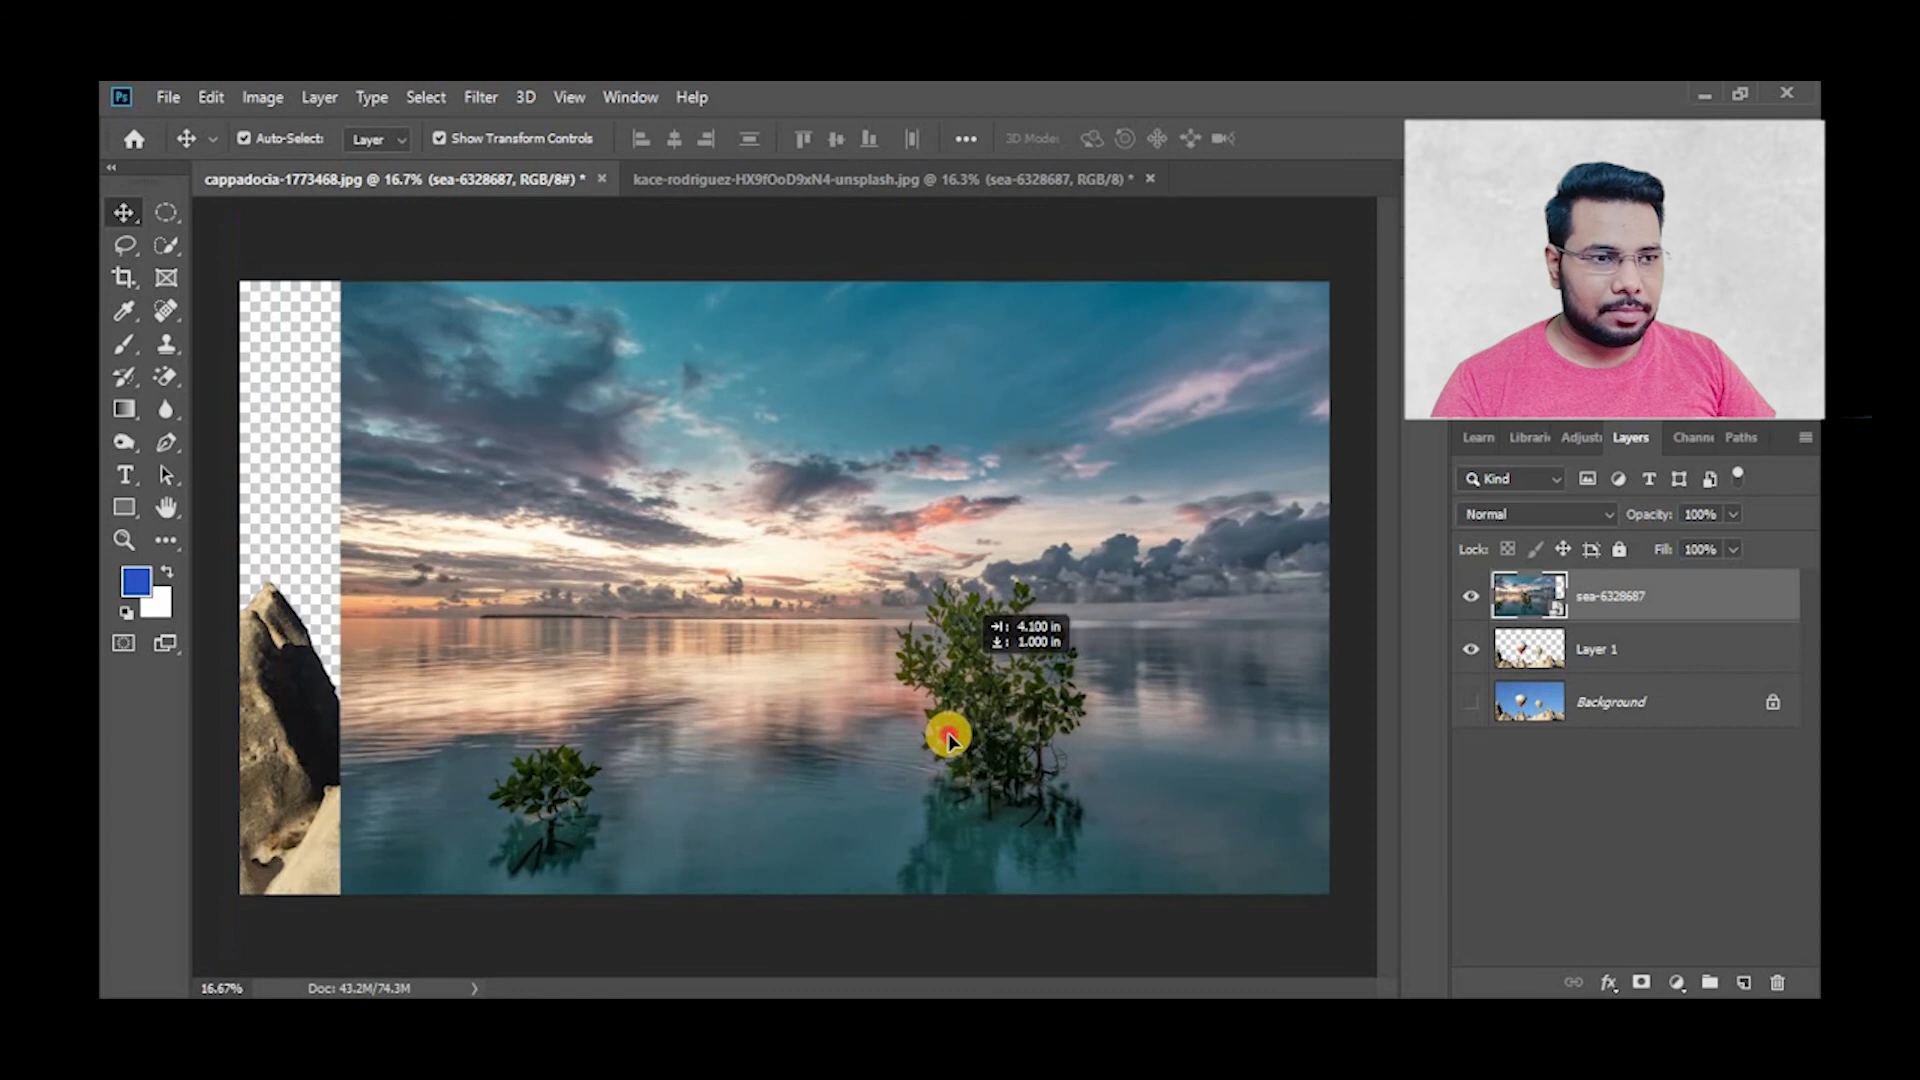 Ps File Edit Image Layer Type Select Filter 3D View Window Help
Auto-Select: Layer Show Transform Controls ••• 3D Mode:
cappadocia-1773468.jpg @ 16.7% (sea-6328687, RGB/8#) * × kace-rodriguez-HX9fOoD9xN4-unsplash.jpg @ 16.3% (sea-6328687, RGB/8) * ×
Learn Librari Adjust Layers Chann Paths
Kind
Normal Opacity: 100%
Lock: Fill: 100%
sea-6328687
4.100 in
1.000 in
Layer 1
Background
16.67% Doc: 43.2M/74.3M
fx